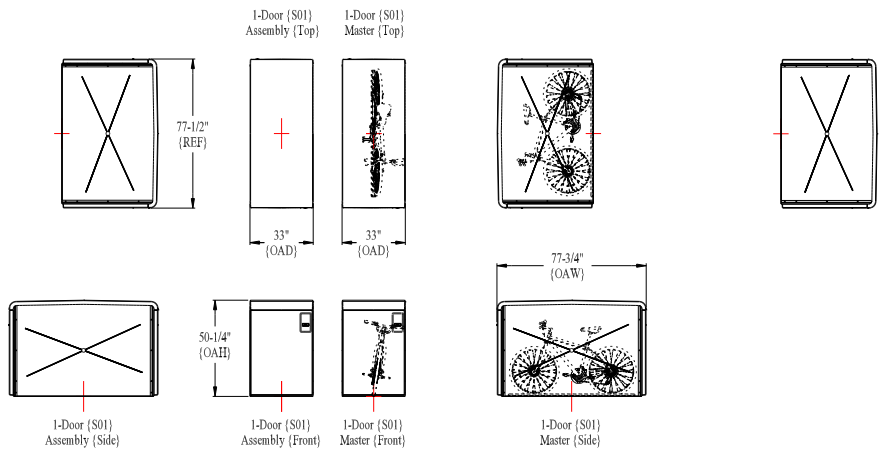 1-Door {S01}
Assembly {Top}
1-Door {S01}
Master {Top}
77-1/2"
{REF}
33"
{OAD}
33"
{OAD}
77-3/4"
{OAW}
50-1/4"
{OAH}
1-Door {S01}
Assembly {Side}
1-Door {S01}
Assembly {Front}
1-Door {S01}
Master {Front}
1-Door {S01}
Master {Side}